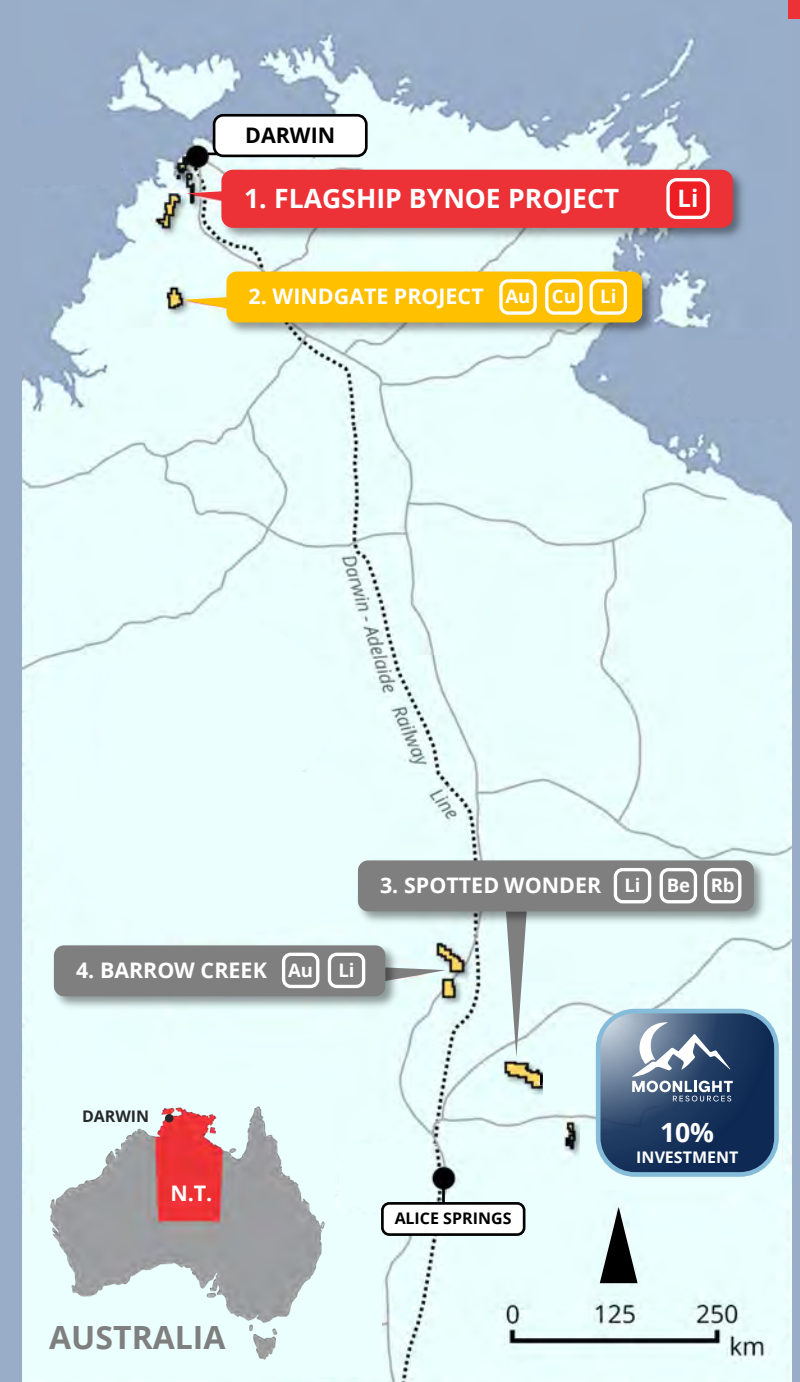 DARWIN
1. FLAGSHIP BYNOE PROJECT Li
2. WINDGATE PROJECT Au Cu Li
Darwin - Adelaide Railway Line
3. SPOTTED WONDER Li Be Rb
4. BARROW CREEK Au Li
MOONLIGHT
RESOURCES
10%
INVESTMENT
DARWIN
N.T.
ALICE SPRINGS
AUSTRALIA
0 125 250
km